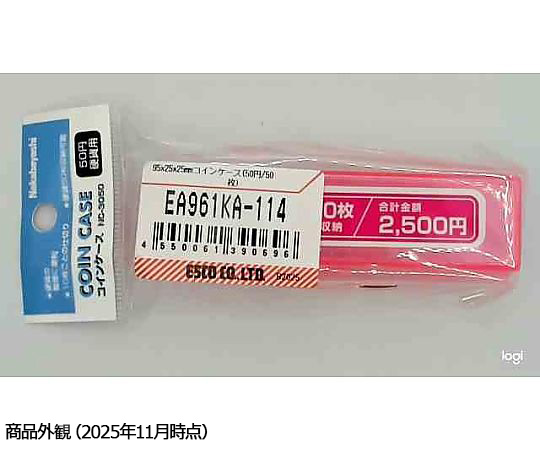 Nakabayashi
50円
硬貨用
COIN CASE
コインケース NC-3050
95x25x25mmコインケース(50円/50
枚)
EA961KA-114
4 550061 390696
ESCO CO.,LTD.
0枚
収納
合計金額
2,500円
logi
商品外観 (2025年11月時点)